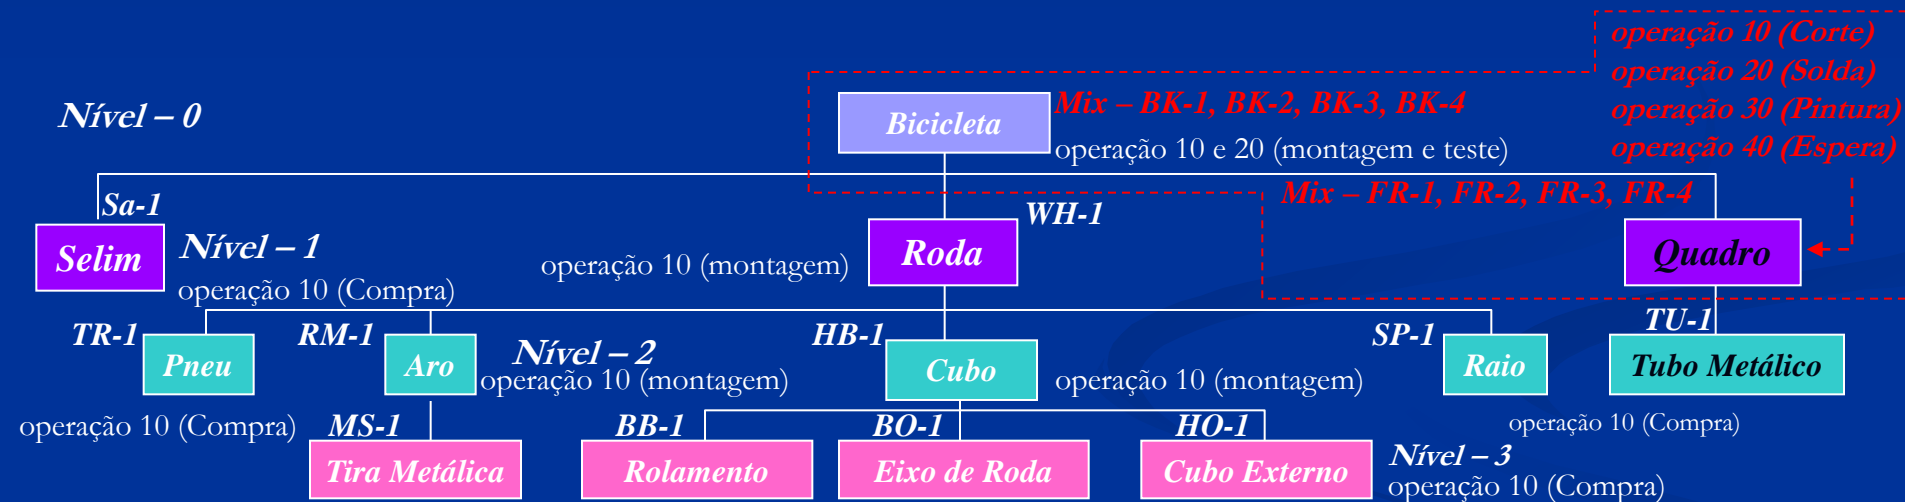 operação 10 (Corte)
operação 20 (Solda)
operação 30 (Pintura)
operação 40 (Espera)
Nível – 0
Bicicleta
Mix – BK-1, BK-2, BK-3, BK-4
operação 10 e 20 (montagem e teste)
Mix – FR-1, FR-2, FR-3, FR-4
Sa-1
Selim
Nível – 1
operação 10 (Compra)
operação 10 (montagem)
Roda
WH-1
Quadro
TR-1
Pneu
RM-1
Aro
Nível – 2
operação 10 (montagem)
HB-1
Cubo
operação 10 (montagem)
SP-1
Raio
TU-1
Tubo Metálico
operação 10 (Compra)
operação 10 (Compra)
MS-1
Tira Metálica
BB-1
Rolamento
BO-1
Eixo de Roda
HO-1
Cubo Externo
Nível – 3
operação 10 (Compra)